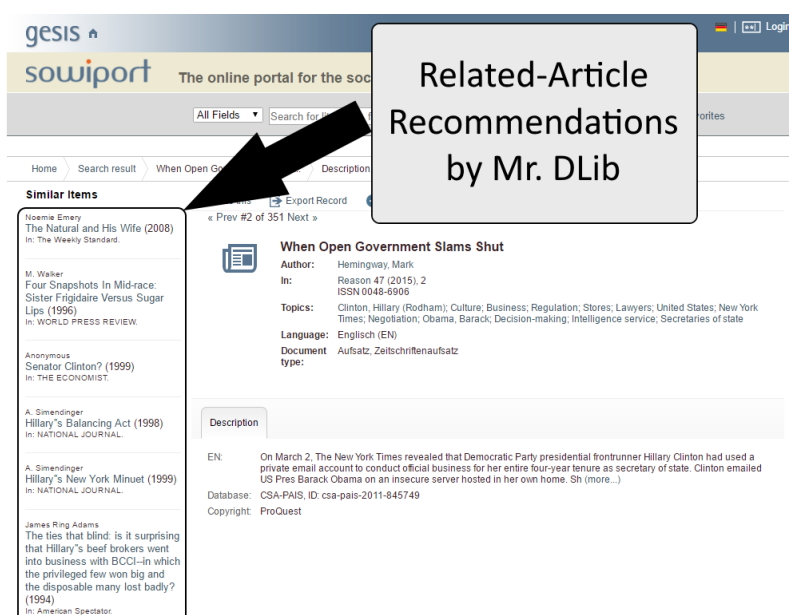 gesis
Login
sowiport The online portal for the soc
All Fields Search for
orites
Related-Article
Recommendations
by Mr. DLib
Home Search result When Open Go Description
Similar Items
Noemie Emery
The Natural and His Wife (2008)
In: The Weekly Standard.
M. Walker
Four Snapshots In Mid-race:
Sister Frigidaire Versus Sugar
Lips (1996)
In: WORLD PRESS REVIEW.
Anonymous
Senator Clinton? (1999)
In: THE ECONOMIST.
A. Simendinger
Hillary"s Balancing Act (1998)
In: NATIONAL JOURNAL.
A. Simendinger
Hillary"s New York Minuet (1999)
In: NATIONAL JOURNAL.
James Ring Adams
The ties that blind: is it surprising
that Hillary"s beef brokers went
into business with BCCI--in which
the privileged few won big and
the disposable many lost badly?
(1994)
In: American Spectator.
Export Record
« Prev #2 of 351 Next »
When Open Government Slams Shut
Author: Hemingway, Mark
In: Reason 47 (2015), 2
ISSN 0048-6906
Topics: Clinton, Hillary (Rodham); Culture; Business; Regulation; Stores; Lawyers; United States; New York
Times; Negotiation; Obama, Barack; Decision-making; Intelligence service; Secretaries of state
Language: Englisch (EN)
Document Aufsatz, Zeitschriftenaufsatz
type:
Description
EN: On March 2, The New York Times revealed that Democratic Party presidential frontrunner Hillary Clinton had used a
private email account to conduct official business for her entire four-year tenure as secretary of state. Clinton emailed
US Pres Barack Obama on an insecure server hosted in her own home. Sh (more...)
Database: CSA-PAIS, ID: csa-pais-2011-845749
Copyright: ProQuest